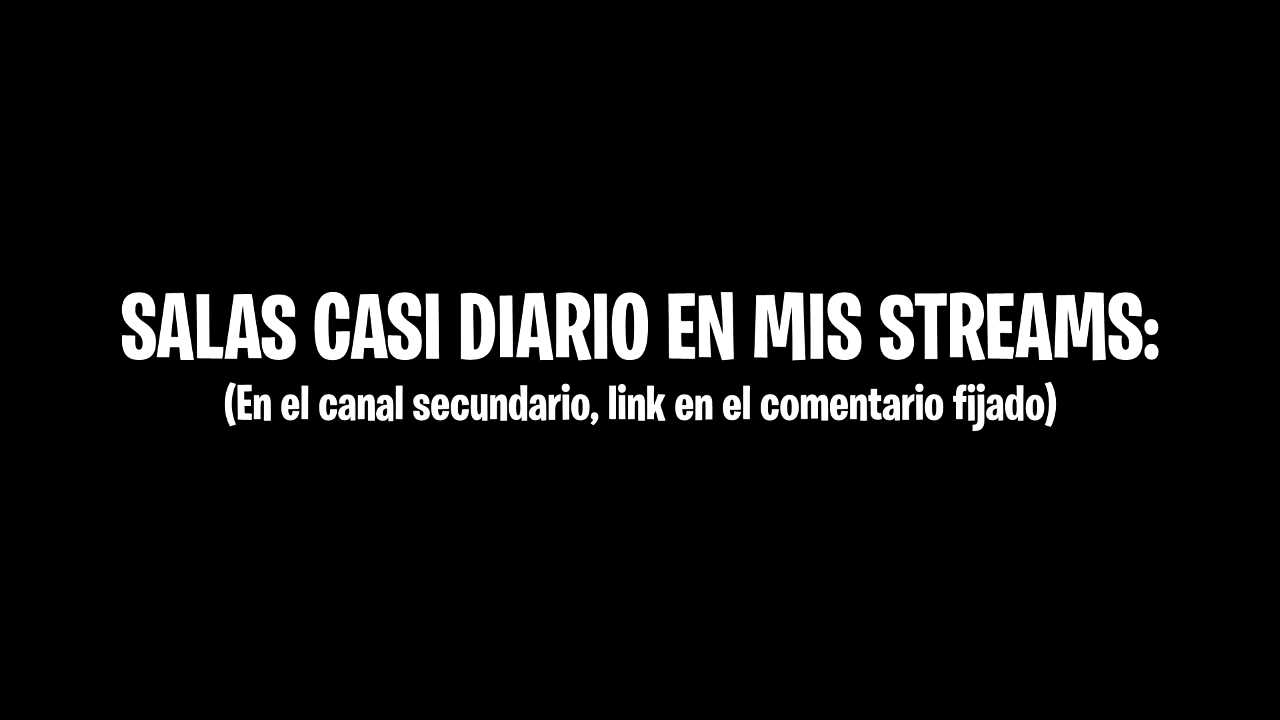 SALAS CASI DIARIO EN MIS STREAMS:
(En el canal secundario, link en el comentario fijado)